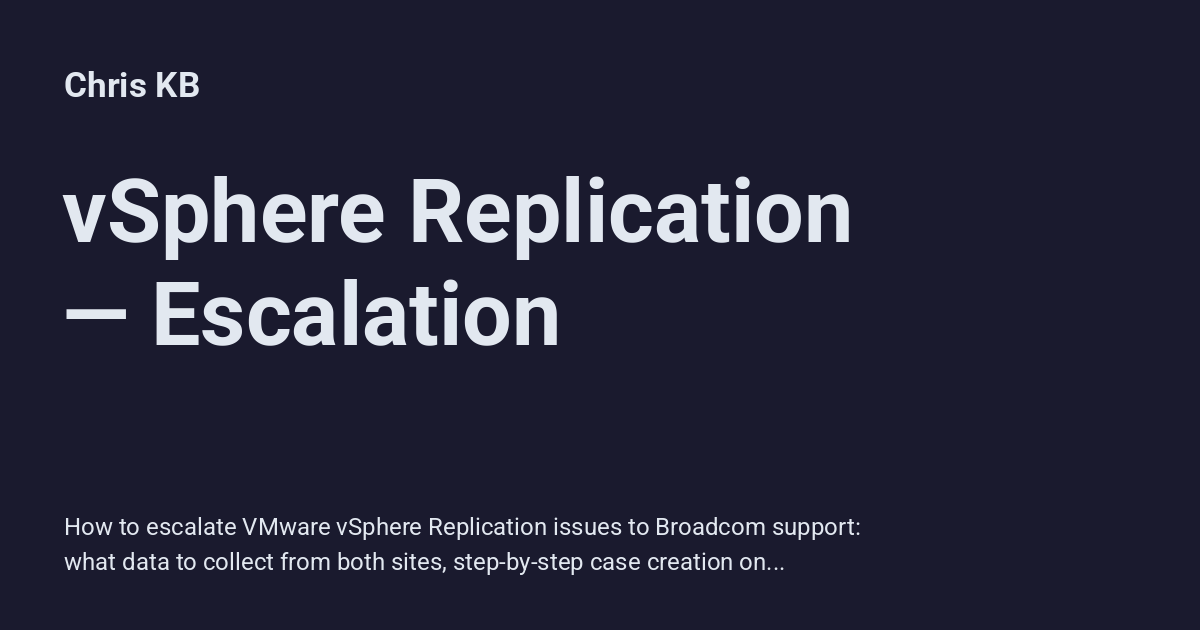 Chris KB
vSphere Replication
— Escalation
How to escalate VMware vSphere Replication issues to Broadcom support:
what data to collect from both sites, step-by-step case creation on...